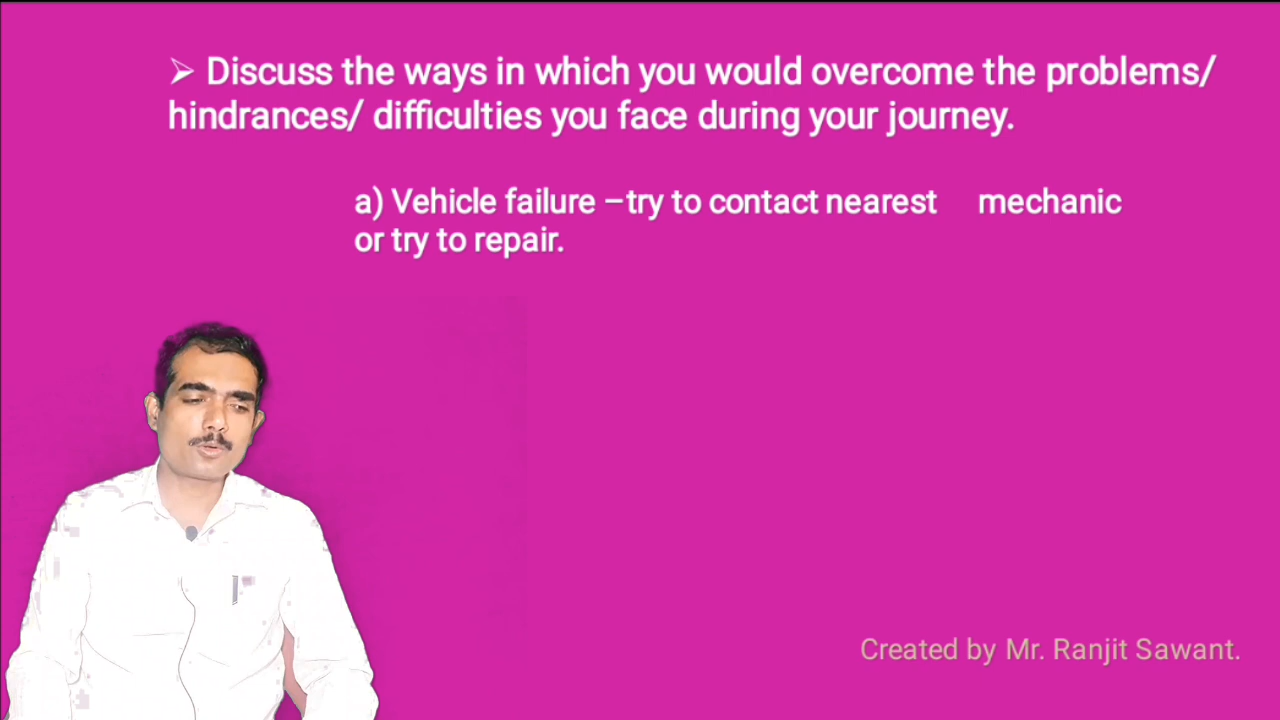 ➢ Discuss the ways in which you would overcome the problems/
hindrances/ difficulties you face during your journey.
a) Vehicle failure –try to contact nearest mechanic
or try to repair.
Created by Mr. Ranjit Sawant.